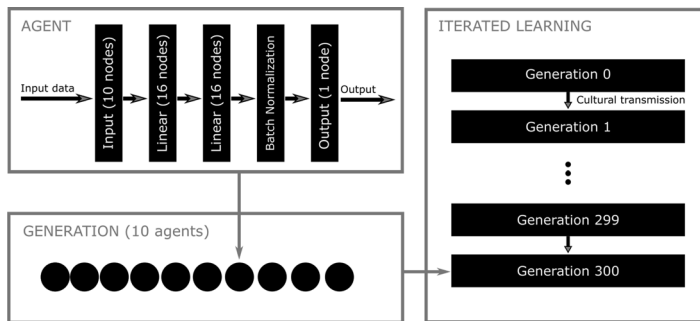 AGENT
Input data
Input (10 nodes)
Linear (16 nodes)
Linear (16 nodes)
Batch Normalization
Output (1 node)
Output
GENERATION (10 agents)
ITERATED LEARNING
Generation 0
Cultural transmission
Generation 1
Generation 299
Generation 300